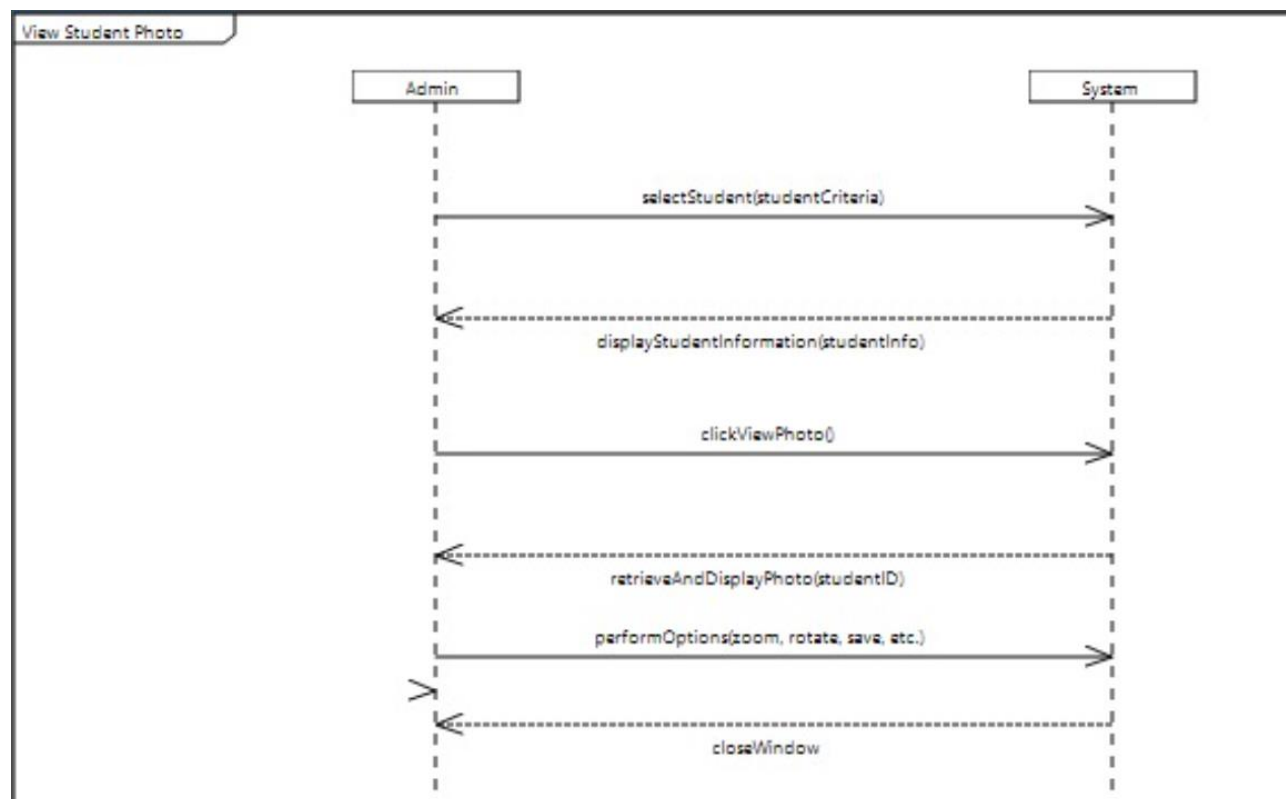 View Student Photo
Admin
System
selectStudent(studentCriteria)
displayStudentInformation(studentInfo)
clickViewPhoto()
retrieveAndDisplayPhoto(studentID)
performOptions(zoom, rotate, save, etc.)
closeWindow